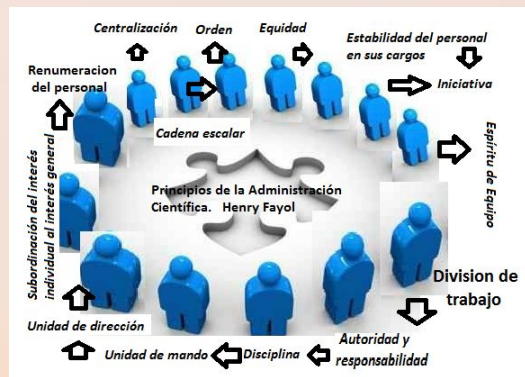 Centralización
Orden
Equidad
Estabilidad del personal
en sus cargos
Iniciativa
Renumeracion
del personal
Cadena escalar
Espíritu de Equipo
Subordinación del interés
individual al interés general
Principios de la Administración
Científica. Henry Fayol
Division de
trabajo
Unidad de dirección
Unidad de mando
Disciplina
Autoridad y
responsabilidad